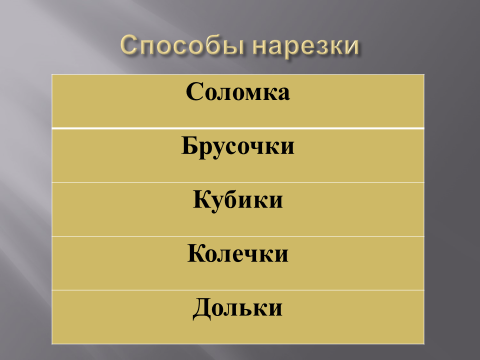 Способы нарезки
Соломка
Брусочки
Кубики
Колечки
Дольки